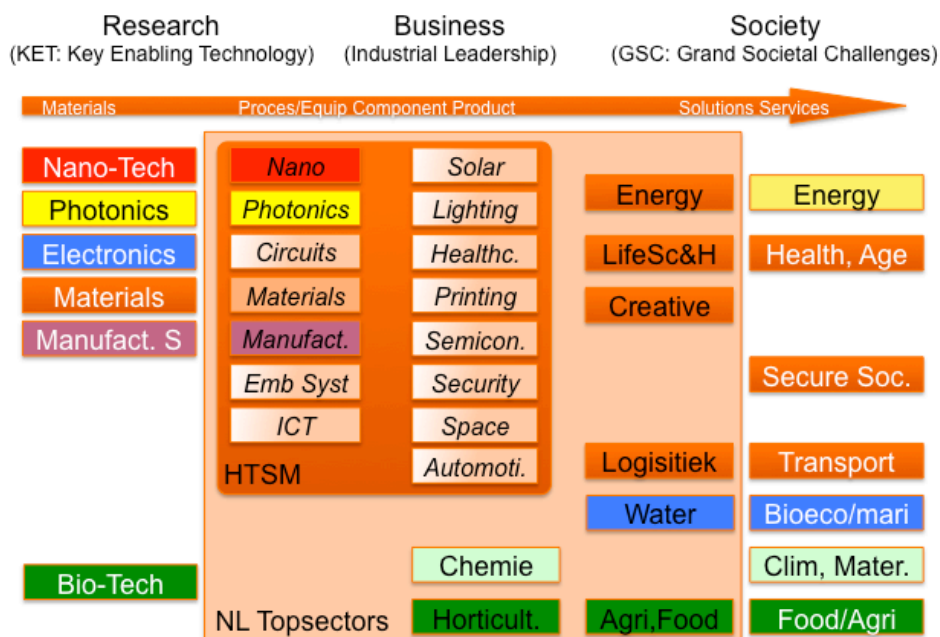 Research
(KET: Key Enabling Technology)
Business
(Industrial Leadership)
Society
(GSC: Grand Societal Challenges)
Materials
Proces/Equip Component Product
Solutions Services
Nano-Tech
Photonics
Electronics
Materials
Manufact. S
Bio-Tech
Nano
Photonics
Circuits
Materials
Manufact.
Emb Syst
ICT
HTSM
Solar
Lighting
Healthc.
Printing
Semicon.
Security
Space
Automoti.
Chemie
Horticult.
NL Topsectors
Energy
LifeSc&H
Creative
Logisitiek
Water
Agri,Food
Energy
Health, Age
Secure Soc.
Transport
Bioeco/mari
Clim, Mater.
Food/Agri